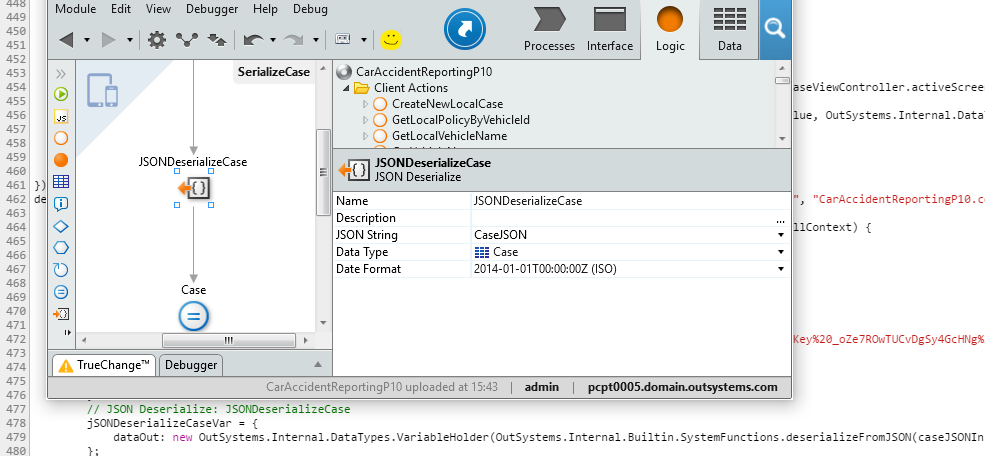 448
449
450
451
452
453
454
455
456
457
458
459
460
461 })
462 de
463
464
465
466
467
468
469
470
471
472
473
474
475
476
477 // JSON Deserialize: JSONDeserializeCase
478 jSONDeserializeCaseVar = {
479 dataOut: new OutSystems.Internal.DataTypes.VariableHolder(OutSystems.Internal.Builtin.SystemFunctions.deserializeFromJSON(caseJSONIn
480 };
aseViewController.activeScree
lue, OutSystems.Internal.Data
", "CarAccidentReportingP10.c
llContext) {
Key%20_oZe7ROwTUCvDgSy4GcHNg%
Module Edit View Debugger Help Debug
Processes Interface Logic Data
SerializeCase
JS
JSONDeserializeCase
Case
CarAccidentReportingP10
Client Actions
CreateNewLocalCase
GetLocalPolicyByVehicleId
GetLocalVehicleName
JSONDeserializeCase
JSON Deserialize
Name JSONDeserializeCase
Description ...
JSON String CaseJSON
Data Type Case
Date Format 2014-01-01T00:00:00Z (ISO)
TrueChange™ Debugger
CarAccidentReportingP10 uploaded at 15:43 | admin | pcpt0005.domain.outsystems.com